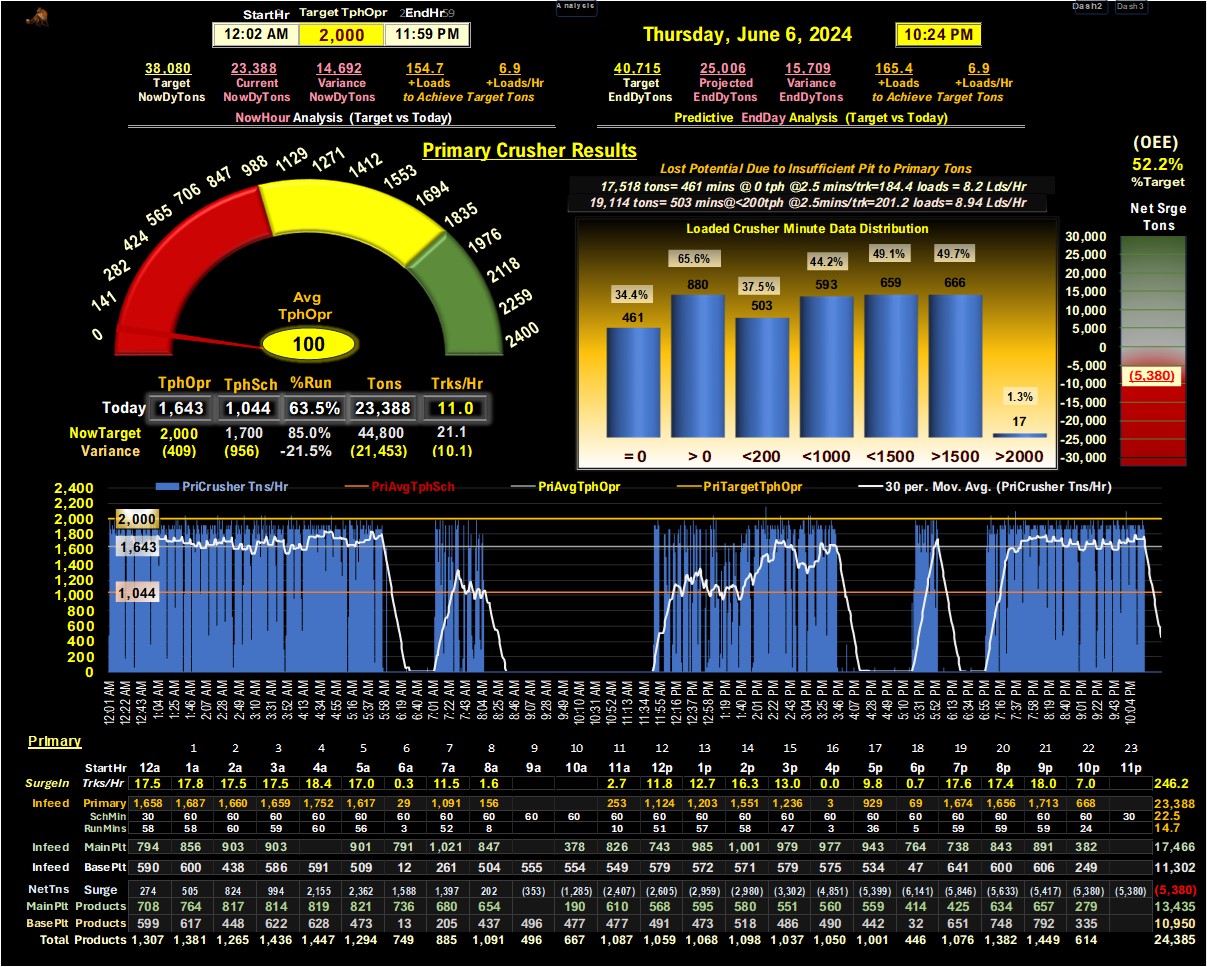 Analysis
Dash2 Dash3
StartHr Target TphOpr EndHr 59
12:02 AM 2,000 11:59 PM
Thursday, June 6, 2024 10:24 PM
38,080 23,388 14,692 154.7 6.9
Target Current Variance +Loads +Loads/Hr
NowDyTons NowDyTons NowDyTons to Achieve Target Tons
NowHour Analysis (Target vs Today)
40,715 25,006 15,709 165.4 6.9
Target Projected Variance +Loads +Loads/Hr
EndDyTons EndDyTons EndDyTons to Achieve Target Tons
Predictive EndDay Analysis (Target vs Today)
Primary Crusher Results
0 141 282 424 565 706 847 988 1129 1271 1412 1553 1694 1835 1976 2118 2259 2400
Avg
TphOpr
100
TphOpr TphSch %Run Tons Trks/Hr
Today 1,643 1,044 63.5% 23,388 11.0
NowTarget 2,000 1,700 85.0% 44,800 21.1
Variance (409) (956) -21.5% (21,453) (10.1)
Lost Potential Due to Insufficient Pit to Primary Tons
17,518 tons= 461 mins @ 0 tph @2.5 mins/trk=184.4 loads = 8.2 Lds/Hr
19,114 tons= 503 mins@<200tph @2.5mins/trk=201.2 loads= 8.94 Lds/Hr
Loaded Crusher Minute Data Distribution
34.4% 65.6% 37.5% 44.2% 49.1% 49.7% 1.3%
461 880 503 593 659 666 17
= 0 > 0 <200 <1000 <1500 >1500 >2000
(OEE)
52.2%
%Target
Net Srge
Tons
30,000
25,000
20,000
15,000
10,000
5,000
0
-5,000
(5,380)
-10,000
-15,000
-20,000
-25,000
-30,000
PriCrusher Tns/Hr PriAvgTphSch PriAvgTphOpr PriTargetTphOpr 30 per. Mov. Avg. (PriCrusher Tns/Hr)
2,400
2,200
2,000
1,800
1,600
1,400
1,200
1,000
800
600
400
200
0
2,000
1,643
1,044
12:01 AM 12:22 AM 12:43 AM 1:04 AM 1:25 AM 1:46 AM 2:07 AM 2:28 AM 2:49 AM 3:10 AM 3:31 AM 3:52 AM 4:13 AM 4:34 AM 4:55 AM 5:16 AM 5:37 AM 5:58 AM 6:19 AM 6:40 AM 7:01 AM 7:22 AM 7:43 AM 8:04 AM 8:25 AM 8:46 AM 9:07 AM 9:28 AM 9:49 AM 10:10 AM 10:31 AM 10:52 AM 11:13 AM 11:34 AM 11:55 AM 12:16 PM 12:37 PM 12:58 PM 1:19 PM 1:40 PM 2:01 PM 2:22 PM 2:43 PM 3:04 PM 3:25 PM 3:46 PM 4:07 PM 4:28 PM 4:49 PM 5:10 PM 5:31 PM 5:52 PM 6:13 PM 6:34 PM 6:55 PM 7:16 PM 7:37 PM 7:58 PM 8:19 PM 8:40 PM 9:01 PM 9:22 PM 9:43 PM 10:04 PM
Primary
1 2 3 4 5 6 7 8 9 10 11 12 13 14 15 16 17 18 19 20 21 22 23
StartHr 12a 1a 2a 3a 4a 5a 6a 7a 8a 9a 10a 11a 12p 1p 2p 3p 4p 5p 6p 7p 8p 9p 10p 11p
SurgeIn Trks/Hr 17.5 17.8 17.5 17.5 18.4 17.0 0.3 11.5 1.6 2.7 11.8 12.7 16.3 13.0 0.0 9.8 0.7 17.6 17.4 18.0 7.0 246.2
Infeed Primary 1,658 1,687 1,660 1,659 1,752 1,617 29 1,091 156 253 1,124 1,203 1,551 1,236 3 929 69 1,674 1,656 1,713 668 23,388
SchMin 30 60 60 60 60 60 60 60 60 60 60 60 60 60 60 60 60 60 60 60 60 60 60 30 22.5
RunMins 58 58 60 59 60 56 3 52 8 10 51 57 58 47 3 36 5 59 59 59 24 14.7
Infeed MainPlt 794 856 903 903 501 791 1,021 847 378 826 743 985 1,001 979 977 943 764 738 843 891 382 17,466
Infeed BasePlt 590 600 438 586 591 509 12 261 504 555 554 549 579 572 571 579 575 534 47 641 600 606 249 11,302
NetTns Surge 274 505 824 994 2,155 2,362 1,588 1,397 202 (353) (1,285) (2,407) (2,605) (2,959) (2,980) (3,302) (4,851) (5,399) (6,141) (5,846) (5,633) (5,417) (5,380) (5,380) (5,380)
MainPlt Products 708 764 817 814 819 821 736 680 654 190 610 568 595 580 551 560 559 414 425 634 657 279 13,435
BasePlt Products 599 617 448 622 628 473 13 205 437 496 477 477 491 473 518 486 490 442 32 651 748 792 335 10,950
Total Products 1,307 1,381 1,265 1,436 1,447 1,294 749 885 1,091 496 667 1,087 1,059 1,068 1,098 1,037 1,050 1,001 446 1,076 1,382 1,449 614 24,385